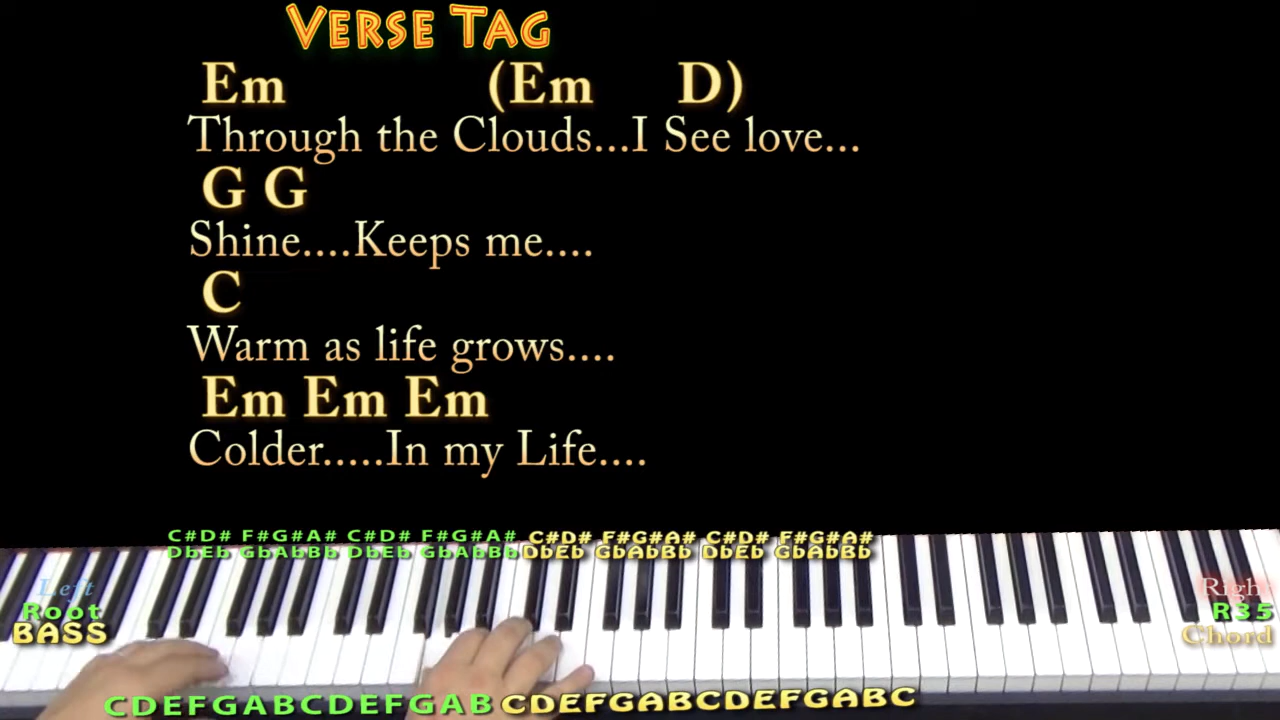 VERSE TAG
Em (Em D)
Through the Clouds...I See love...
G G
Shine....Keeps me....
C
Warm as life grows....
Em Em Em
Colder.....In my Life....
C#D# F#G#A# C#D# F#G#A# C#D# F#G#A# C#D# F#G#A#
DbEb GbAbBb DbEb GbAbBb DbEb GbAbBb DbEb GbAbBb
Left
Root
BASS
Right
R35
Chord
CDEFGABCDEFGAB CDEFGABCDEFGABC